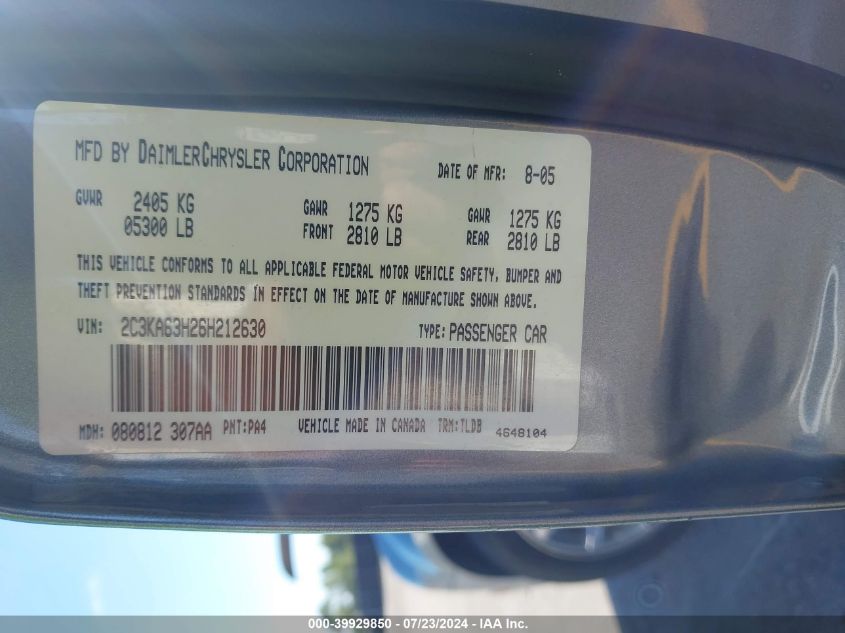 MFD BY DAIMLERCHRYSLER CORPORATION DATE OF MFR: 8-05
GVWR 2405 KG GAWR 1275 KG GAWR 1275 KG
05300 LB FRONT 2810 LB REAR 2810 LB
THIS VEHICLE CONFORMS TO ALL APPLICABLE FEDERAL MOTOR VEHICLE SAFETY, BUMPER AND
THEFT PREVENTION STANDARDS IN EFFECT ON THE DATE OF MANUFACTURE SHOWN ABOVE.
VIN: 2C3KA63H26H212630 TYPE: PASSENGER CAR
MDH: 080812 307AA PNT:PA4 VEHICLE MADE IN CANADA TRM:TLDB 4648104
000-39929850 - 07/23/2024 - IAA Inc.